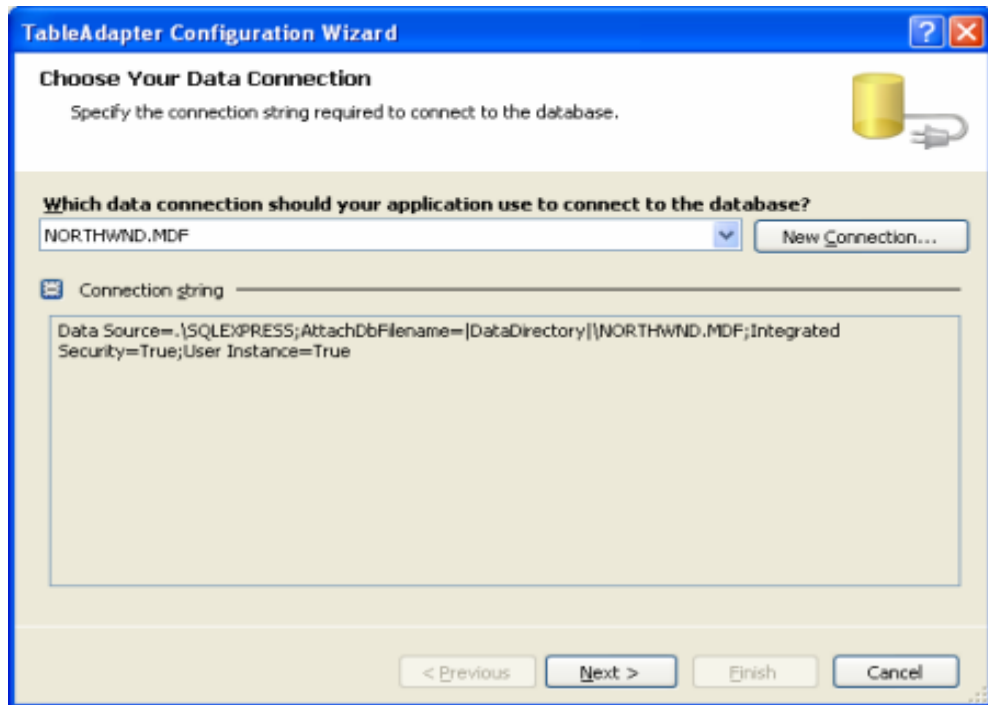 TableAdapter Configuration Wizard
Choose Your Data Connection
Specify the connection string required to connect to the database.
Which data connection should your application use to connect to the database?
NORTHWND.MDF
New Connection...
Connection string
Data Source=.\SQLEXPRESS;AttachDbFilename=|DataDirectory|\NORTHWND.MDF;Integrated
Security=True;User Instance=True
< Previous Next > Finish Cancel